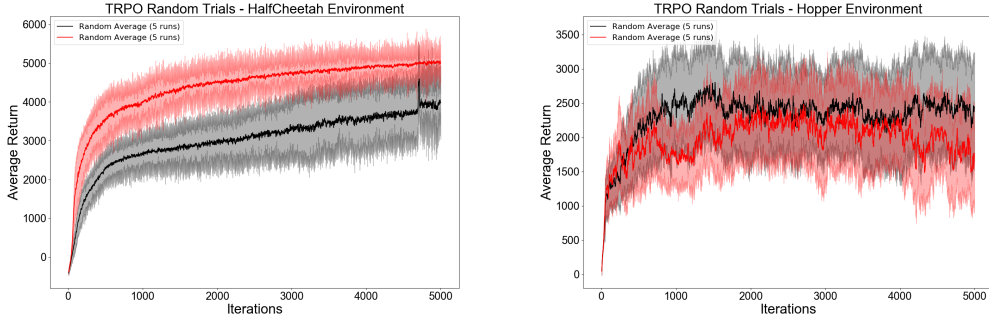 TRPO Random Trials - HalfCheetah Environment
Random Average (5 runs)
Random Average (5 runs)
Average Return
6000
5000
4000
3000
2000
1000
0
0 1000 2000 3000 4000 5000
Iterations
TRPO Random Trials - Hopper Environment
Random Average (5 runs)
Random Average (5 runs)
Average Return
3500
3000
2500
2000
1500
1000
500
0
0 1000 2000 3000 4000 5000
Iterations